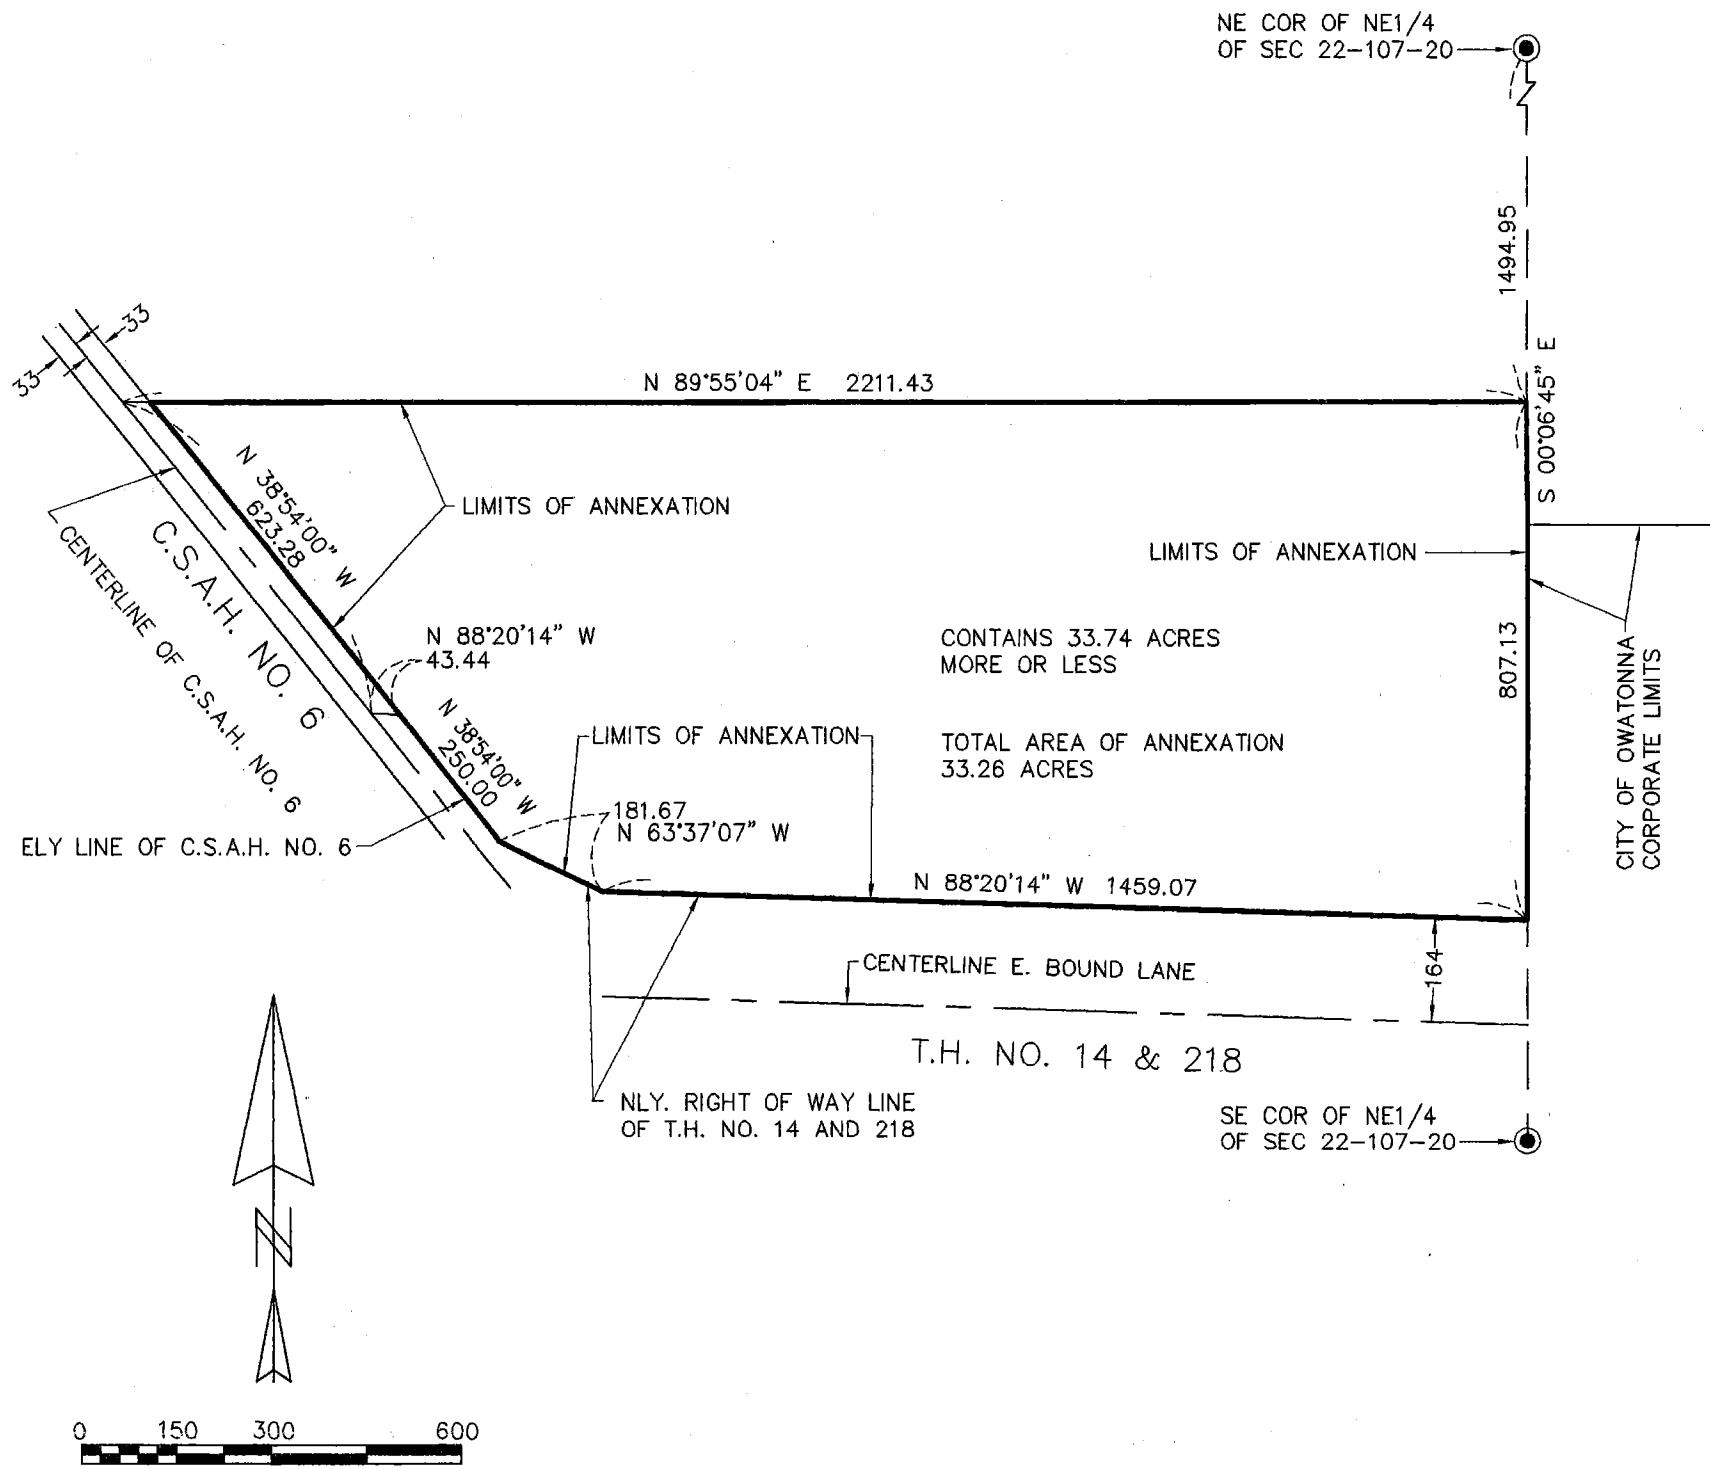 NE COR OF NE1/4
OF SEC 22-107-20
1494.95
S 00°06'45" E
33
33
N 89°55'04" E 2211.43
N 38°54'00" W
623.28
LIMITS OF ANNEXATION
LIMITS OF ANNEXATION
CENTERLINE OF C.S.A.H. NO. 6
C.S.A.H. NO. 6
N 88°20'14" W
43.44
CONTAINS 33.74 ACRES
MORE OR LESS
807.13
CITY OF OWATONNA
CORPORATE LIMITS
N 38°54'00" W
250.00
LIMITS OF ANNEXATION
TOTAL AREA OF ANNEXATION
33.26 ACRES
181.67
N 63°37'07" W
ELY LINE OF C.S.A.H. NO. 6
N 88°20'14" W 1459.07
164
CENTERLINE E. BOUND LANE
T.H. NO. 14 & 218
NLY. RIGHT OF WAY LINE
OF T.H. NO. 14 AND 218
SE COR OF NE1/4
OF SEC 22-107-20
N
0 150 300 600